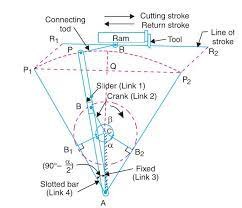 Connecting
tod
Cutting stroke
Return stroke
Line of
stroke
R₁
Ram
Tool
R₂
P
R
P₁
Q
P₂
Slider (Link 1)
Crank (Link 2)
B
β
C
α
B₁
B₂
(90°– α/2)
Fixed
(Link 3)
Slotted bar
(Link 4)
A